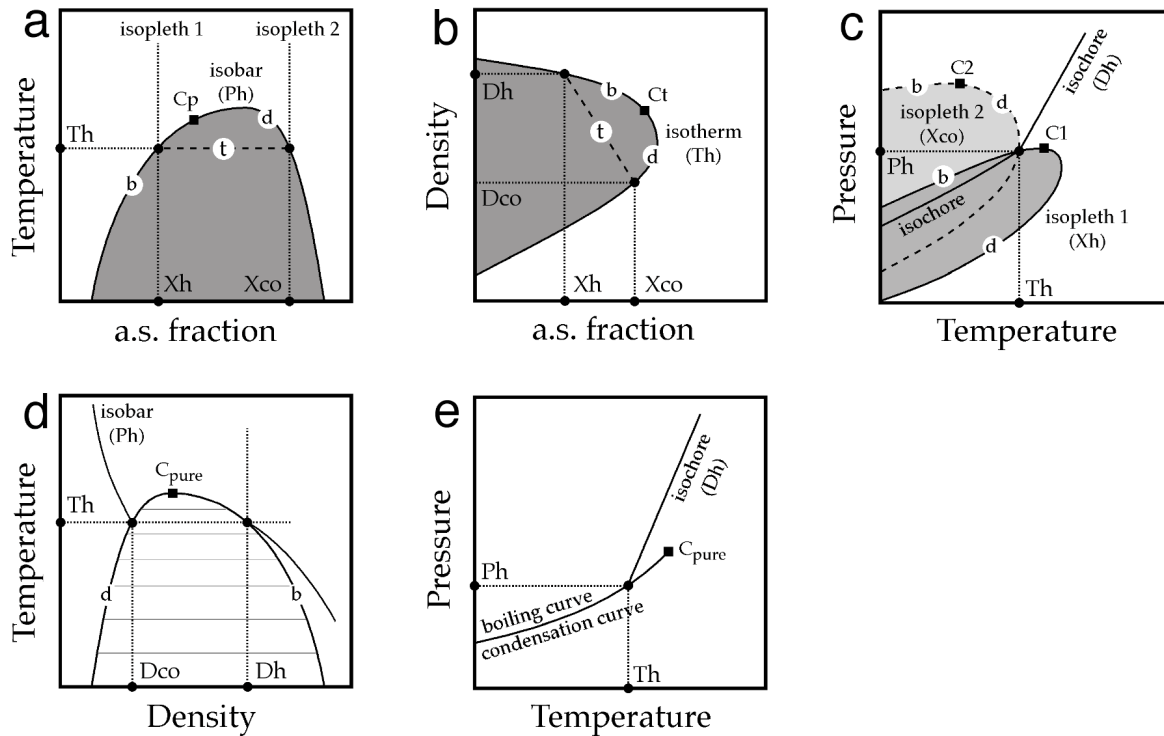 a
isopleth 1
isopleth 2
isobar
(Ph)
Cp
d
Th
t
b
Xh
Xco
Temperature
a.s. fraction
b
Dh
b
Ct
t
isotherm
(Th)
d
Dco
Xh
Xco
Density
a.s. fraction
c
C2
b
d
isochore
(Dh)
isopleth 2
(Xco)
C1
Ph
b
isochore
isopleth 1
(Xh)
d
Th
Pressure
Temperature
d
isobar
(Ph)
Cpure
Th
d
b
Dco
Dh
Temperature
Density
e
isochore
(Dh)
Cpure
Ph
boiling curve
condensation curve
Th
Pressure
Temperature